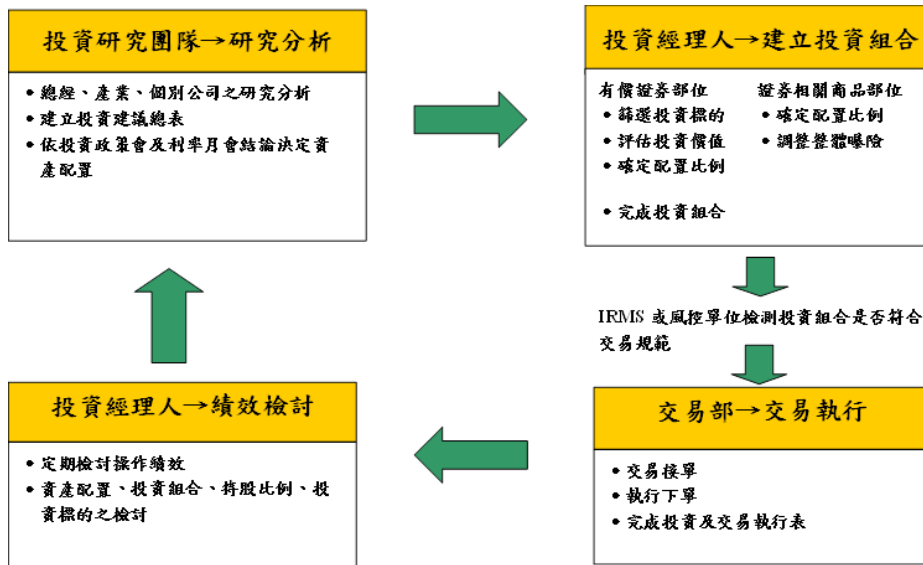 投資研究團隊→研究分析
• 總經、產業、個別公司之研究分析
• 建立投資建議總表
• 依投資政策會及利率月會結論決定資
產配置
投資經理人→建立投資組合
有價證券部位
• 篩選投資標的
• 評估投資價值
• 確定配置比例
• 完成投資組合
證券相關商品部位
• 確定配置比例
• 調整整體曝險
IRMS 或風控單位檢測投資組合是否符合
交易規範
交易部→交易執行
• 交易接單
• 執行下單
• 完成投資及交易執行表
投資經理人→績效檢討
• 定期檢討操作績效
• 資產配置、投資組合、持股比例、投
資標的之檢討